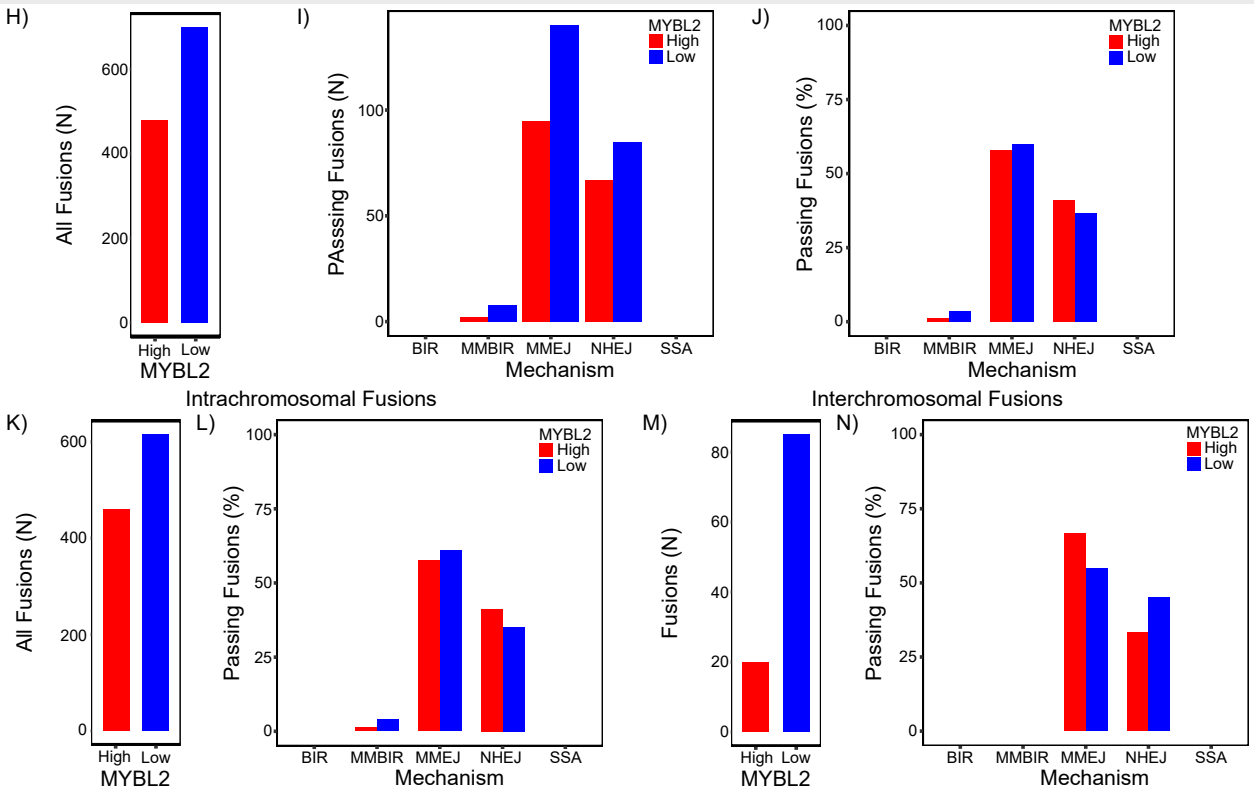 H)
All Fusions (N)
600
400
200
0
High Low
MYBL2
I)
PAsssing Fusions (N)
100
50
0
MYBL2
High
Low
BIR MMBIR MMEJ NHEJ SSA
Mechanism
J)
Passing Fusions (%)
100
75
50
25
0
MYBL2
High
Low
BIR MMBIR MMEJ NHEJ SSA
Mechanism
Intrachromosomal Fusions
K)
All Fusions (N)
600
400
200
0
High Low
MYBL2
L)
Passing Fusions (%)
100
75
50
25
0
MYBL2
High
Low
BIR MMBIR MMEJ NHEJ SSA
Mechanism
Interchromosomal Fusions
M)
Fusions (N)
80
60
40
20
0
High Low
MYBL2
N)
Passing Fusions (%)
100
75
50
25
0
MYBL2
High
Low
BIR MMBIR MMEJ NHEJ SSA
Mechanism